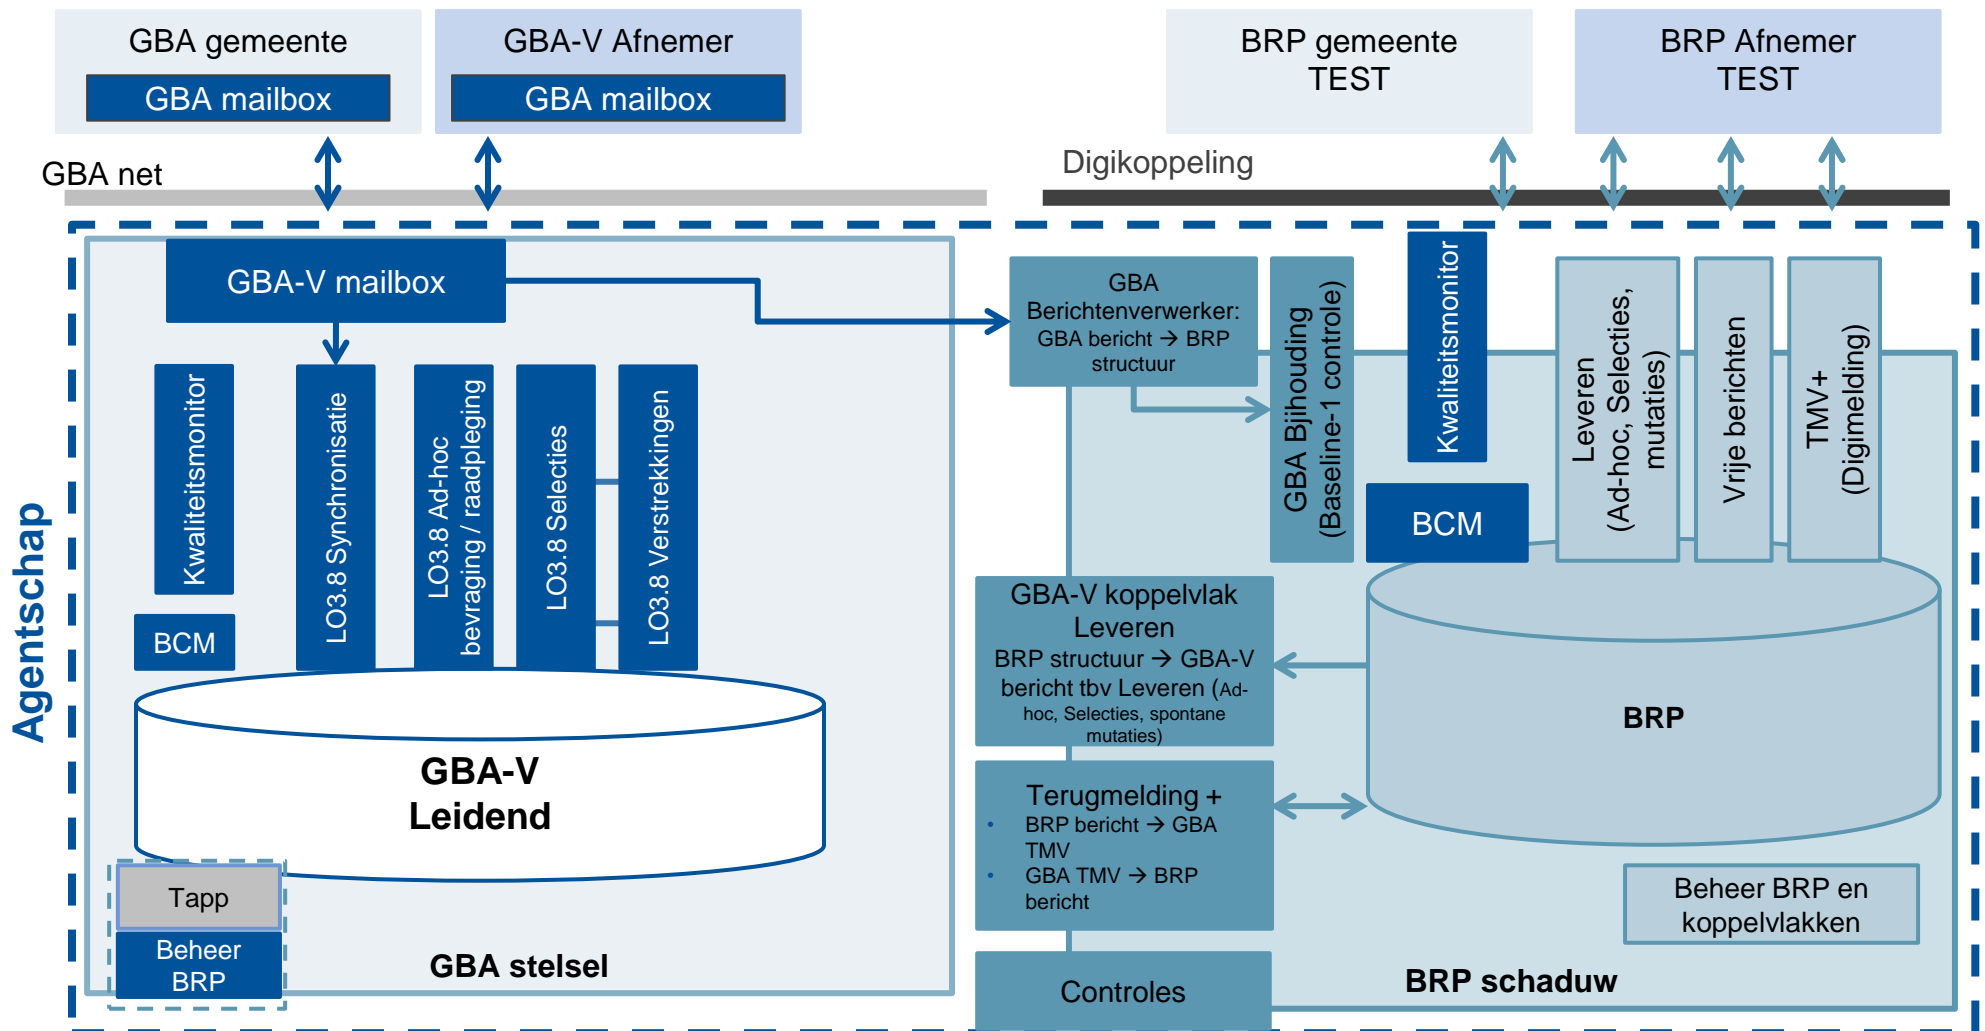 GBA gemeente
GBA mailbox
GBA-V Afnemer
GBA mailbox
BRP gemeente
TEST
BRP Afnemer
TEST
GBA net
Digikoppeling
Agentschap
GBA-V mailbox
Kwaliteitsmonitor
BCM
LO3.8 Synchronisatie
LO3.8 Ad-hoc
bevraging / raadpleging
LO3.8 Selecties
LO3.8 Verstrekkingen
GBA-V
Leidend
Tapp
Beheer
BRP
GBA stelsel
GBA
Berichtenverwerker:
GBA bericht → BRP
structuur
GBA Bjihouding
(Baseline-1 controle)
Kwaliteitsmonitor
BCM
Leveren
(Ad-hoc, Selecties,
mutaties)
Vrije berichten
TMV+
(Digimelding)
GBA-V koppelvlak
Leveren
BRP structuur → GBA-V
bericht tbv Leveren (Ad-
hoc, Selecties, spontane
mutaties)
BRP
Terugmelding +
• BRP bericht → GBA
TMV
• GBA TMV → BRP
bericht
Beheer BRP en
koppelvlakken
Controles
BRP schaduw